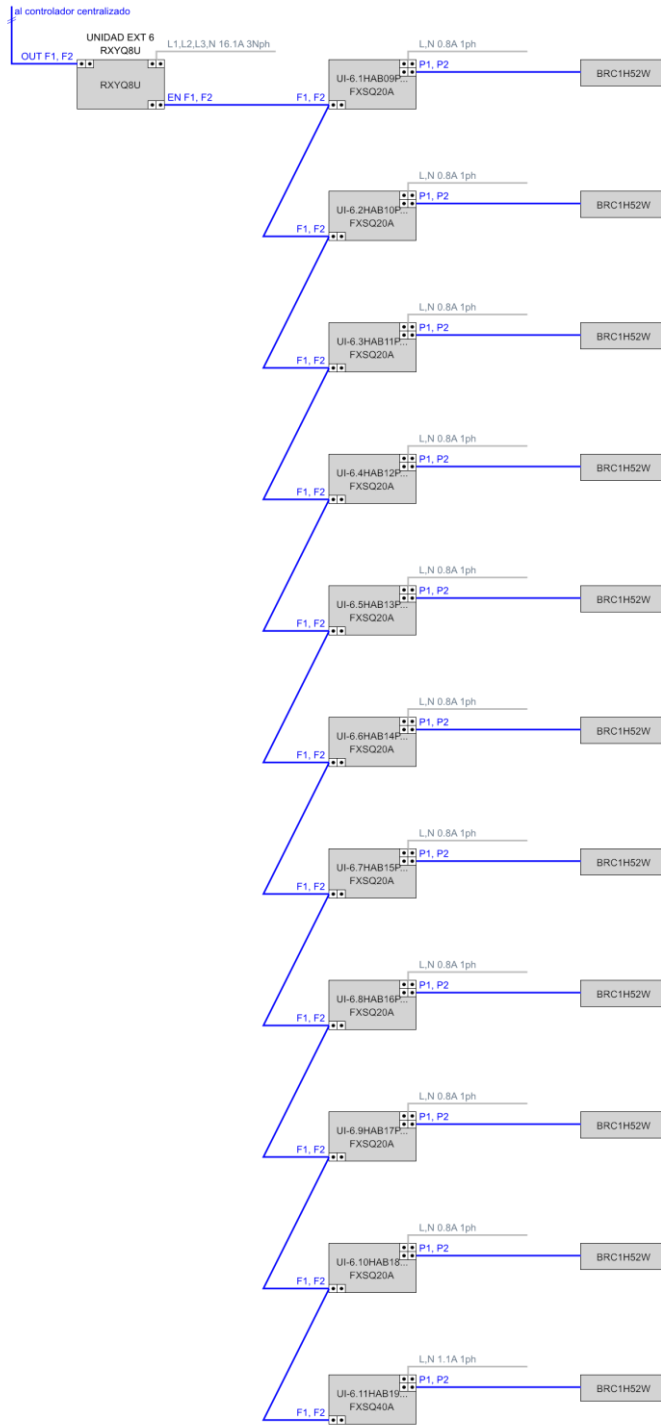 al controlador centralizado
UNIDAD EXT 6
RXYQ8U
OUT F1, F2
L1,L2,L3,N 16.1A 3Nph
RXYQ8U
EN F1, F2
L,N 0.8A 1ph
P1, P2
UI-6.1HAB09P...
FXSQ20A
F1, F2
BRC1H52W
L,N 0.8A 1ph
P1, P2
UI-6.2HAB10P...
FXSQ20A
F1, F2
BRC1H52W
L,N 0.8A 1ph
P1, P2
UI-6.3HAB11P...
FXSQ20A
F1, F2
BRC1H52W
L,N 0.8A 1ph
P1, P2
UI-6.4HAB12P...
FXSQ20A
F1, F2
BRC1H52W
L,N 0.8A 1ph
P1, P2
UI-6.5HAB13P...
FXSQ20A
F1, F2
BRC1H52W
L,N 0.8A 1ph
P1, P2
UI-6.6HAB14P...
FXSQ20A
F1, F2
BRC1H52W
L,N 0.8A 1ph
P1, P2
UI-6.7HAB15P...
FXSQ20A
F1, F2
BRC1H52W
L,N 0.8A 1ph
P1, P2
UI-6.8HAB16P...
FXSQ20A
F1, F2
BRC1H52W
L,N 0.8A 1ph
P1, P2
UI-6.9HAB17P...
FXSQ20A
F1, F2
BRC1H52W
L,N 0.8A 1ph
P1, P2
UI-6.10HAB18...
FXSQ20A
F1, F2
BRC1H52W
L,N 1.1A 1ph
P1, P2
UI-6.11HAB19...
FXSQ40A
F1, F2
BRC1H52W